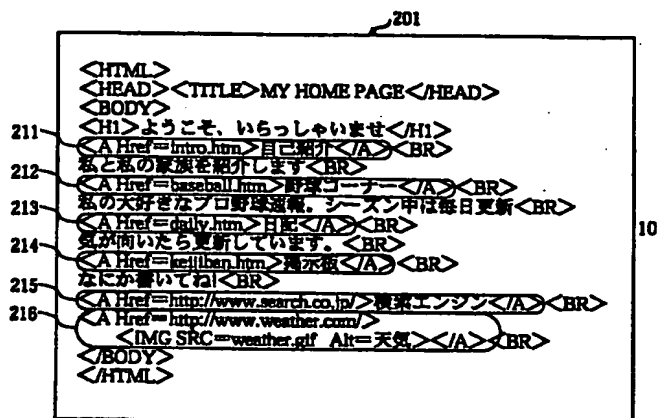 201
<HTML>
<HEAD><TITLE>MY HOME PAGE</HEAD>
<BODY>
211 <H1>ようこそ、いらっしゃいませ</H1>
<A Href=intro.htm>自己紹介</A><BR>
212 私と私の家族を紹介します<BR>
<A Href=baseball.htm>野球コーナー</A><BR>
213 私の大好きなプロ野球速報。シーズン中は毎日更新<BR>
<A Href=daily.htm>日記</A><BR> 10
214 気が向いたら更新しています。<BR>
<A Href=keijiban.htm>掲示板</A><BR>
215 なにか書いてね!<BR>
<A Href=http://www.search.co.jp/>検索エンジン</A><BR>
216 <A Href=http://www.weather.com/>
<IMG SRC=weather.gif Alt=天気></A><BR>
</BODY>
</HTML>